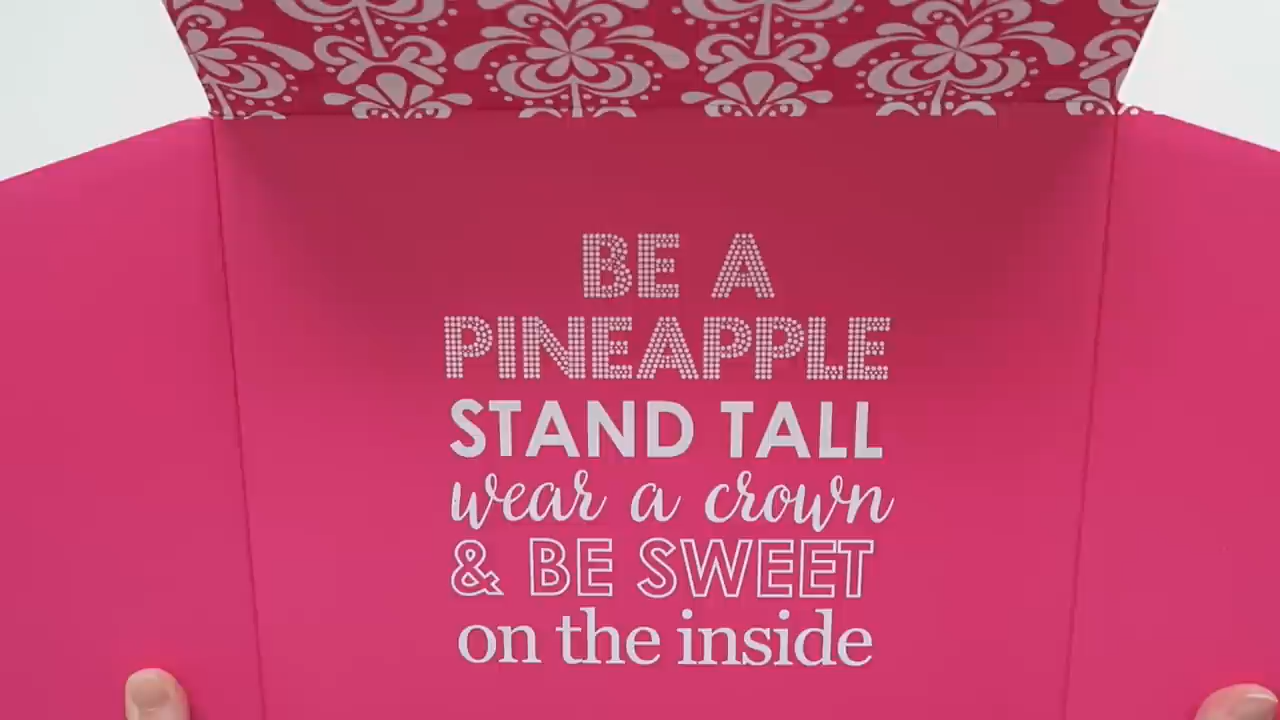 BE A
PINEAPPLE
STAND TALL
wear a crown
& BE SWEET
on the inside